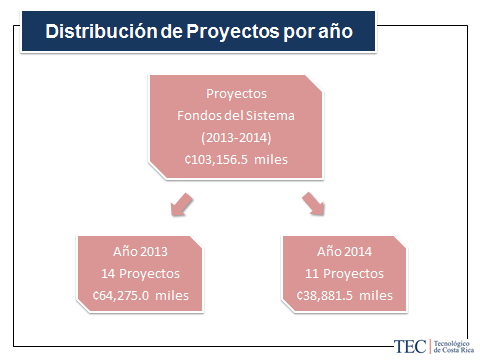 Distribución de Proyectos por año
Proyectos
Fondos del Sistema
(2013-2014)
¢103,156.5 miles
Año 2013
14 Proyectos
¢64,275.0 miles
Año 2014
11 Proyectos
¢38,881.5 miles
TEC | Tecnológico
de Costa Rica